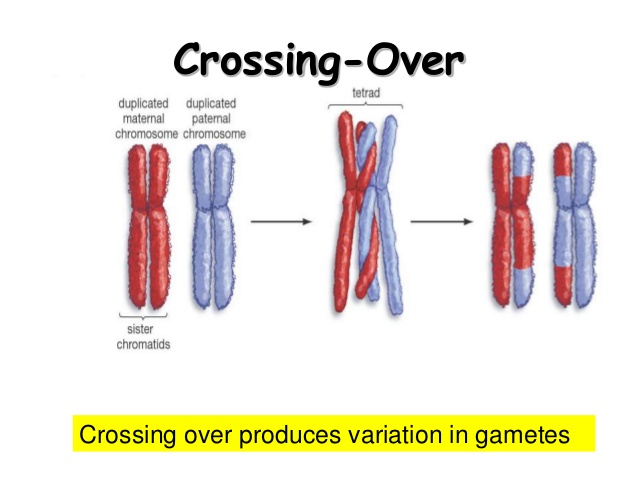 Crossing-Over
tetrad
duplicated
maternal
chromosome
duplicated
paternal
chromosome
sister
chromatids
Crossing over produces variation in gametes